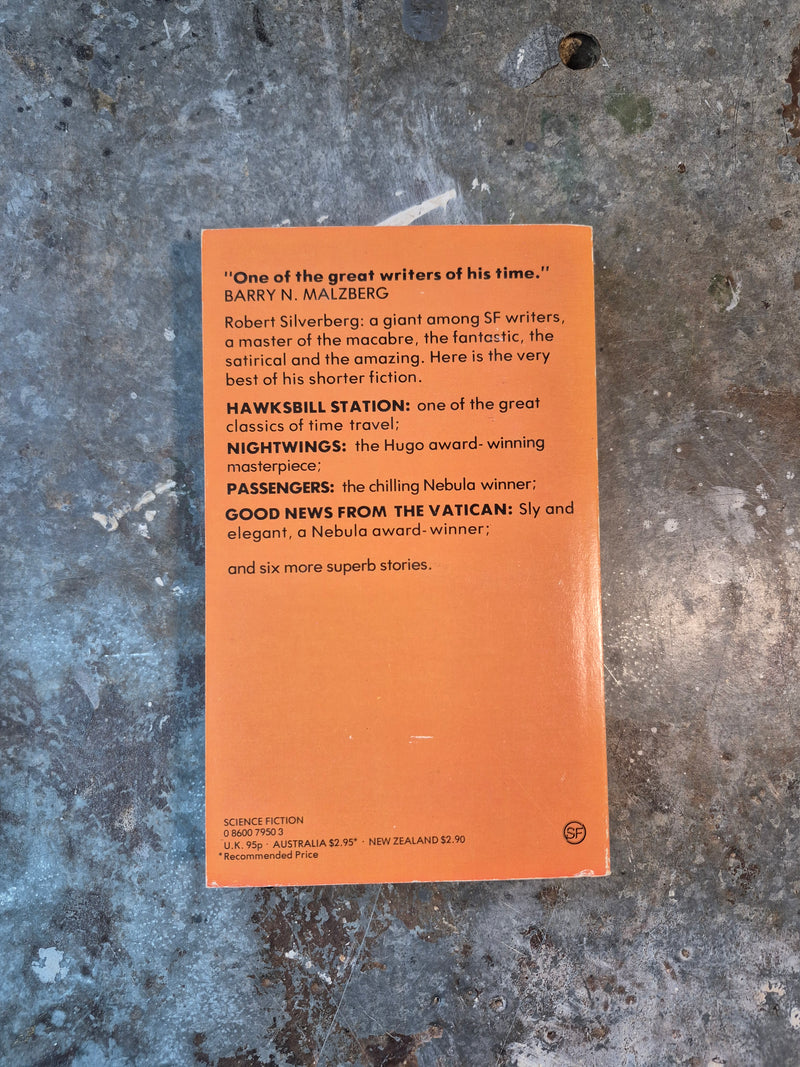 "One of the great writers of his time."
BARRY N. MALZBERG
Robert Silverberg: a giant among SF writers,
a master of the macabre, the fantastic, the
satirical and the amazing. Here is the very
best of his shorter fiction.
HAWKSBILL STATION: one of the great
classics of time travel;
NIGHTWINGS: the Hugo award-winning
masterpiece;
PASSENGERS: the chilling Nebula winner;
GOOD NEWS FROM THE VATICAN: Sly and
elegant, a Nebula award-winner;
and six more superb stories.
SCIENCE FICTION
0 8600 7950 3
U.K. 95p · AUSTRALIA $2.95* · NEW ZEALAND $2.90
*Recommended Price
SF